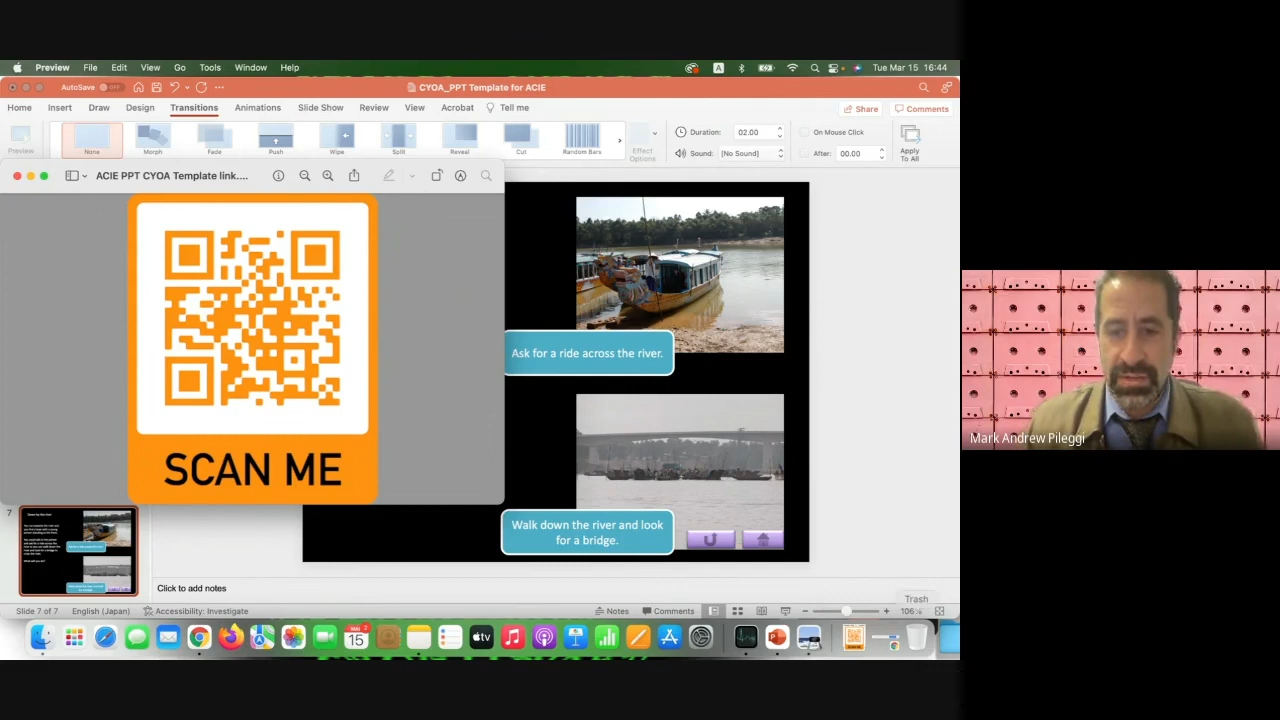 Preview File Edit View Go Tools Window Help
Tue Mar 15 16:44
AutoSave OFF
CYOA_PPT Template for ACIE
Home Insert Draw Design Transitions Animations Slide Show Review View Acrobat Tell me
Share Comments
Preview
None Morph Fade Push Wipe Split Reveal Cut Random Bars
Effect
Options
Duration: 02.00
Sound: [No Sound]
On Mouse Click
After: 00.00
Apply
To All
ACIE PPT CYOA Template link....
SCAN ME
Ask for a ride across the river.
Walk down the river and look
for a bridge.
7
Click to add notes
Trash
Slide 7 of 7 English (Japan) Accessibility: Investigate
Notes Comments 106%
15
tv
Mark Andrew Pileggi